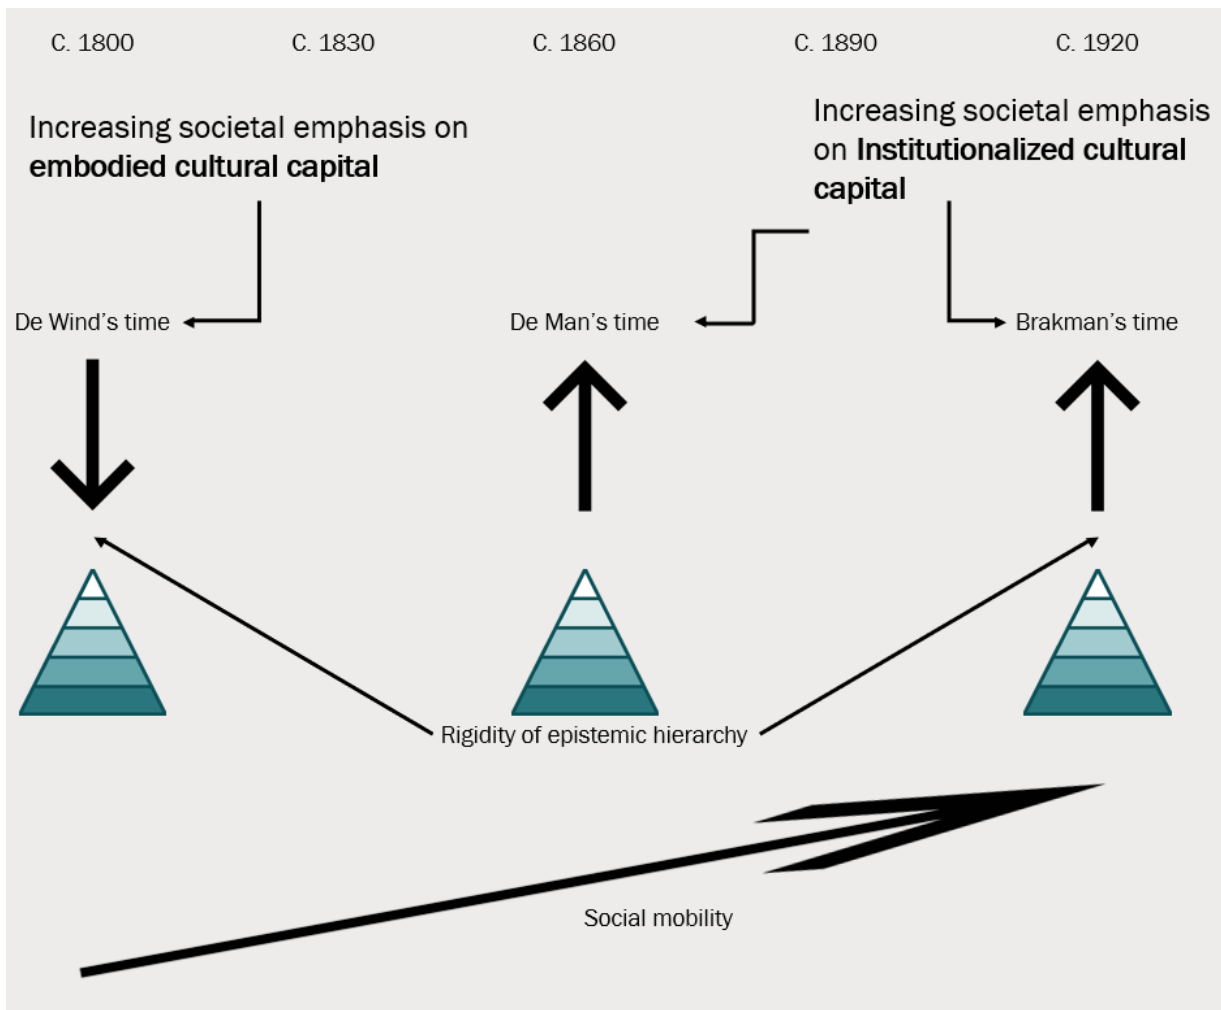 C. 1800
C. 1830
C. 1860
C. 1890
C. 1920
Increasing societal emphasis on
embodied cultural capital
Increasing societal emphasis
on Institutionalized cultural
capital
De Wind's time
De Man's time
Brakman's time
Rigidity of epistemic hierarchy
Social mobility